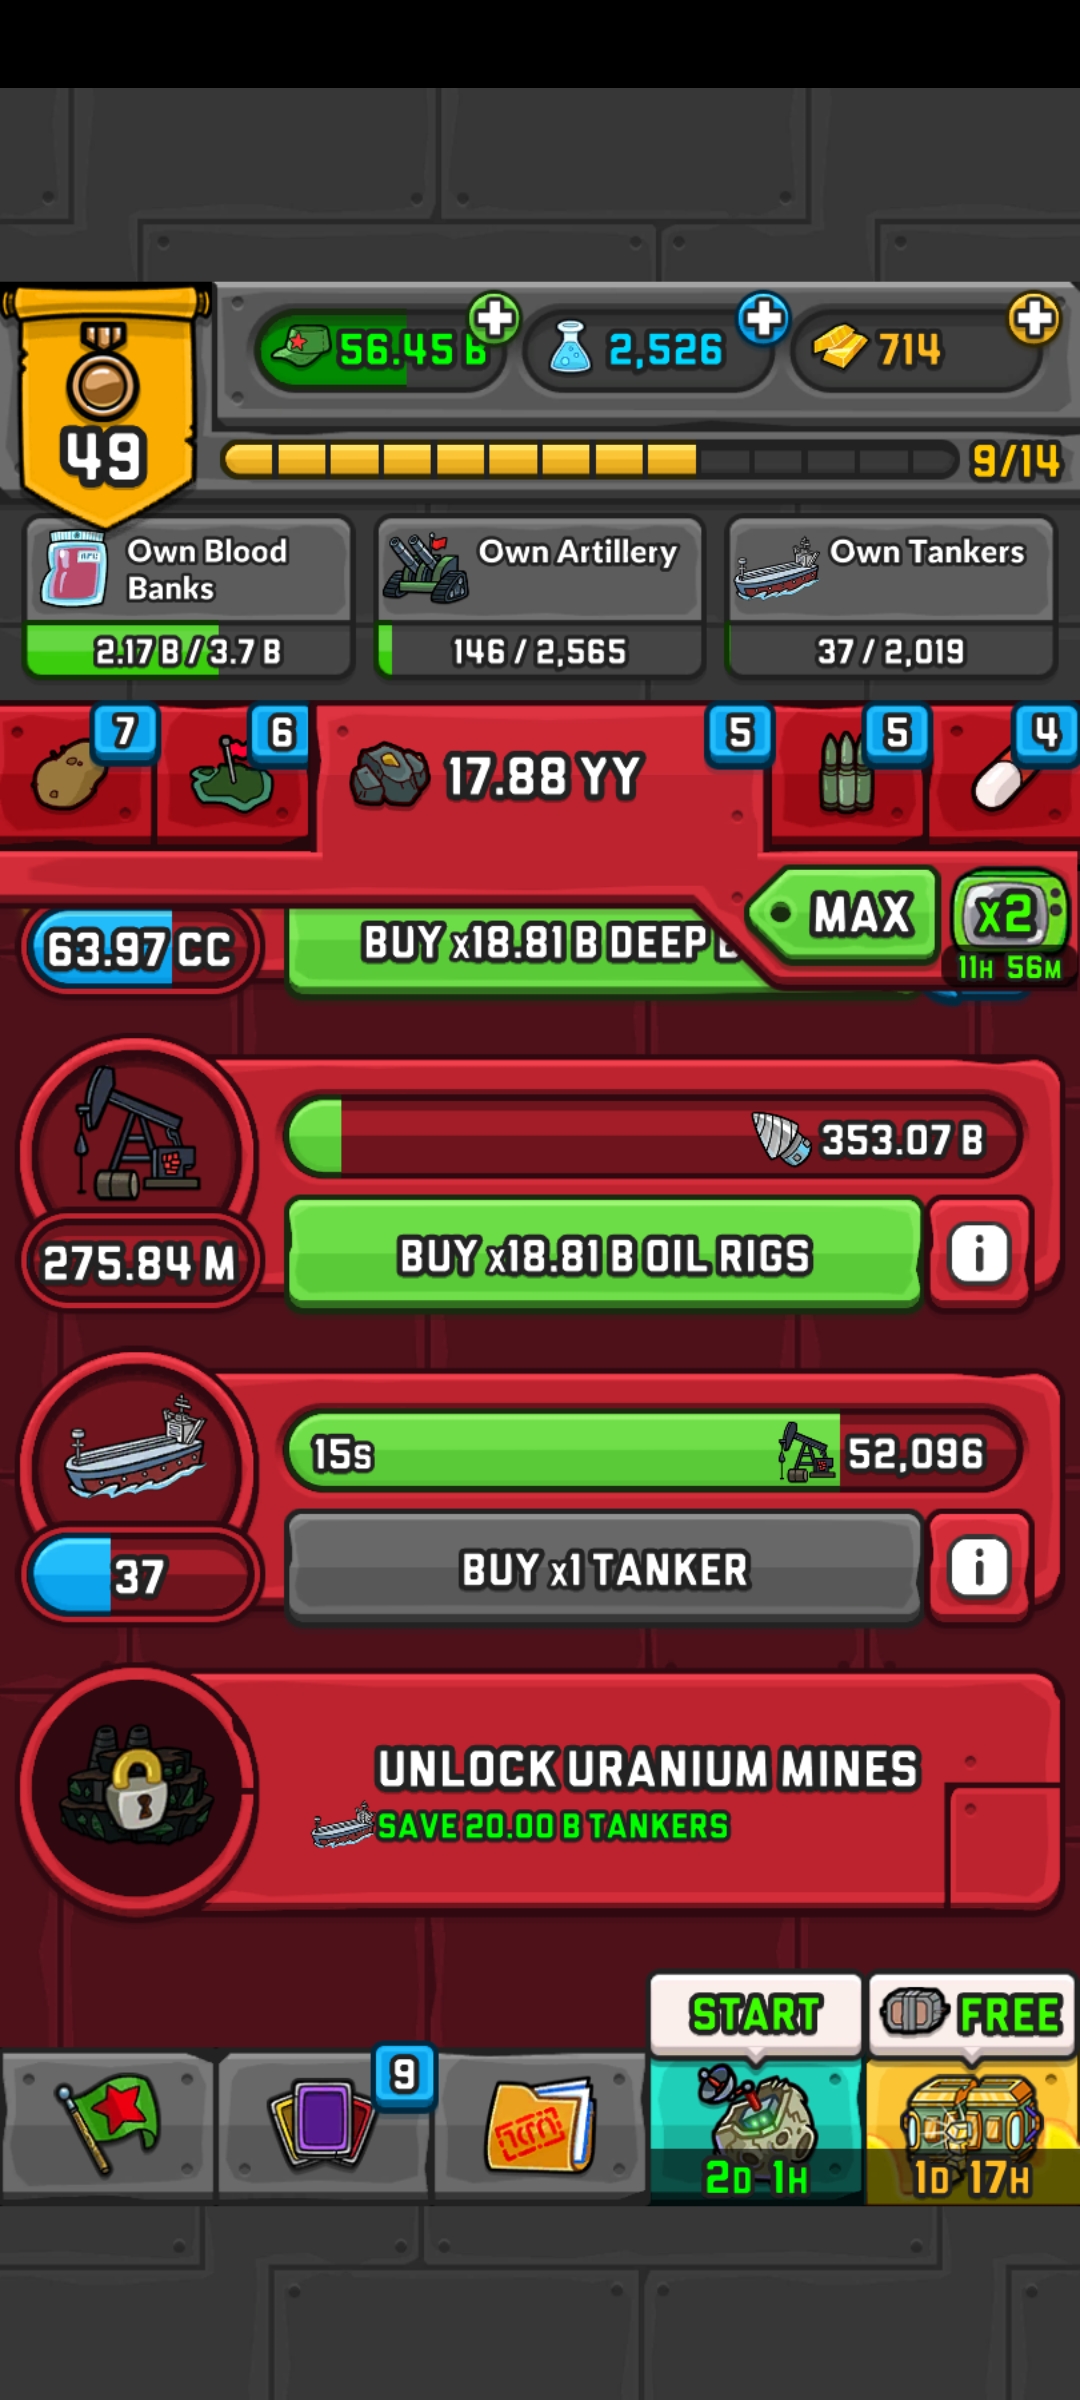 56.45 B
2,526
714
49
9/14
Own Blood
Banks
2.17 B / 3.7 B
Own Artillery
146 / 2,565
Own Tankers
37 / 2,019
7
6
17.88 YY
5
5
4
MAX
x2
11H 56M
63.97 CC
BUY x18.81 B DEEP
353.07 B
275.84 M
BUY x18.81 B OIL RIGS
i
15s
52,096
37
BUY x1 TANKER
i
UNLOCK URANIUM MINES
SAVE 20.00 B TANKERS
START
FREE
9
2D 1H
1D 17H